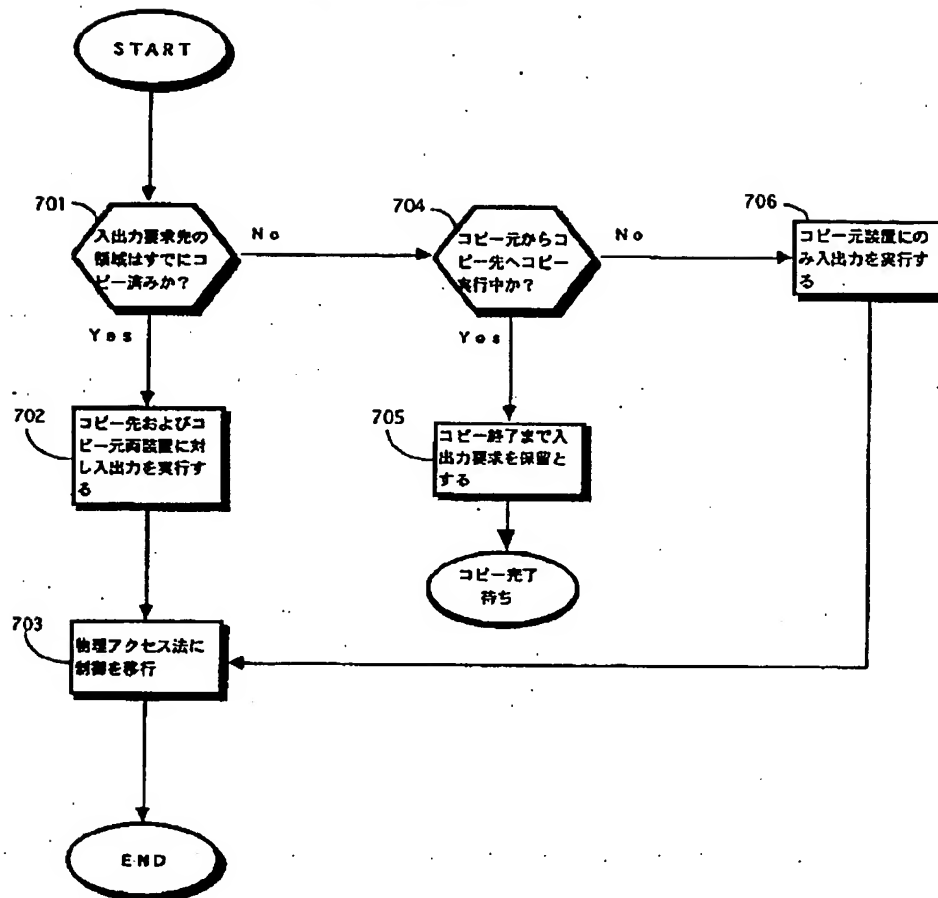 START
701
入出力要求先の
領域はすでにコ
ピー済みか?
No
704
コピー元からコ
ピー先へコピー
実行中か?
No
706
コピー元装置にの
み入出力を実行す
る
Yes
Yes
702
コピー先およびコ
ピー元両装置に対
し入出力を実行する
705
コピー終了まで入
出力要求を保留と
する
コピー完了
待ち
703
物理アクセス法に
制御を移行
END